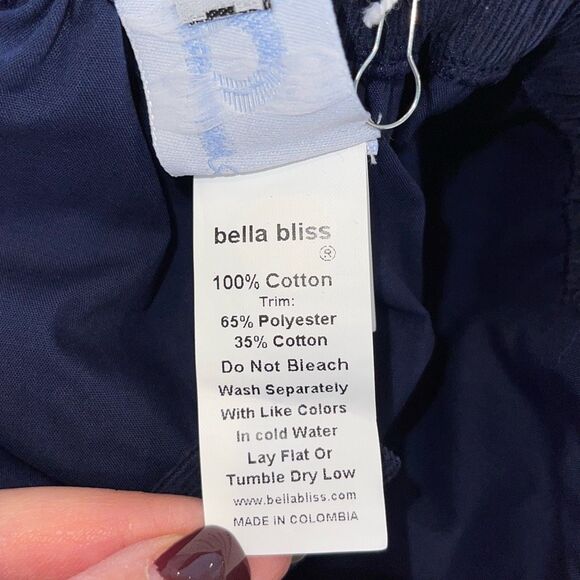 bella bliss
®
100% Cotton
Trim:
65% Polyester
35% Cotton
Do Not Bleach
Wash Separately
With Like Colors
In cold Water
Lay Flat Or
Tumble Dry Low
www.bellabliss.com
MADE IN COLOMBIA